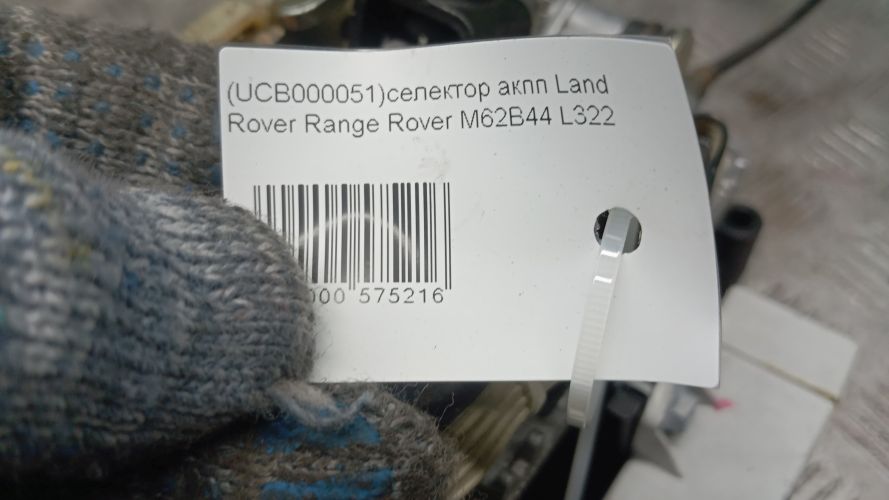 (UCB000051)селектор акпп Land
Rover Range Rover M62B44 L322
000 575216